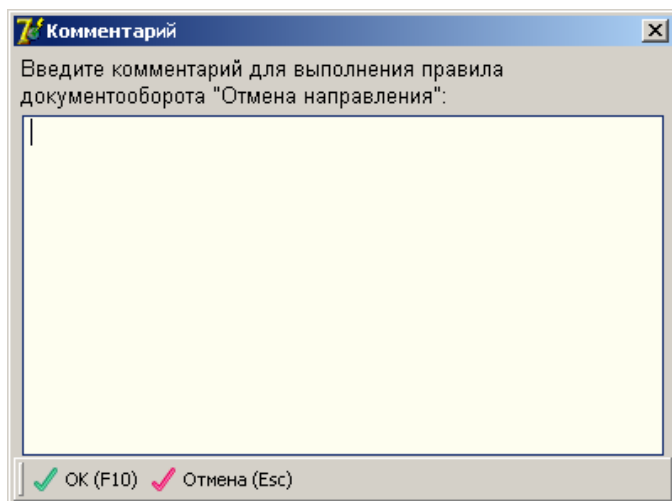 Комментарий
Введите комментарий для выполнения правила
документооборота "Отмена направления":
OK (F10) Отмена (Esc)